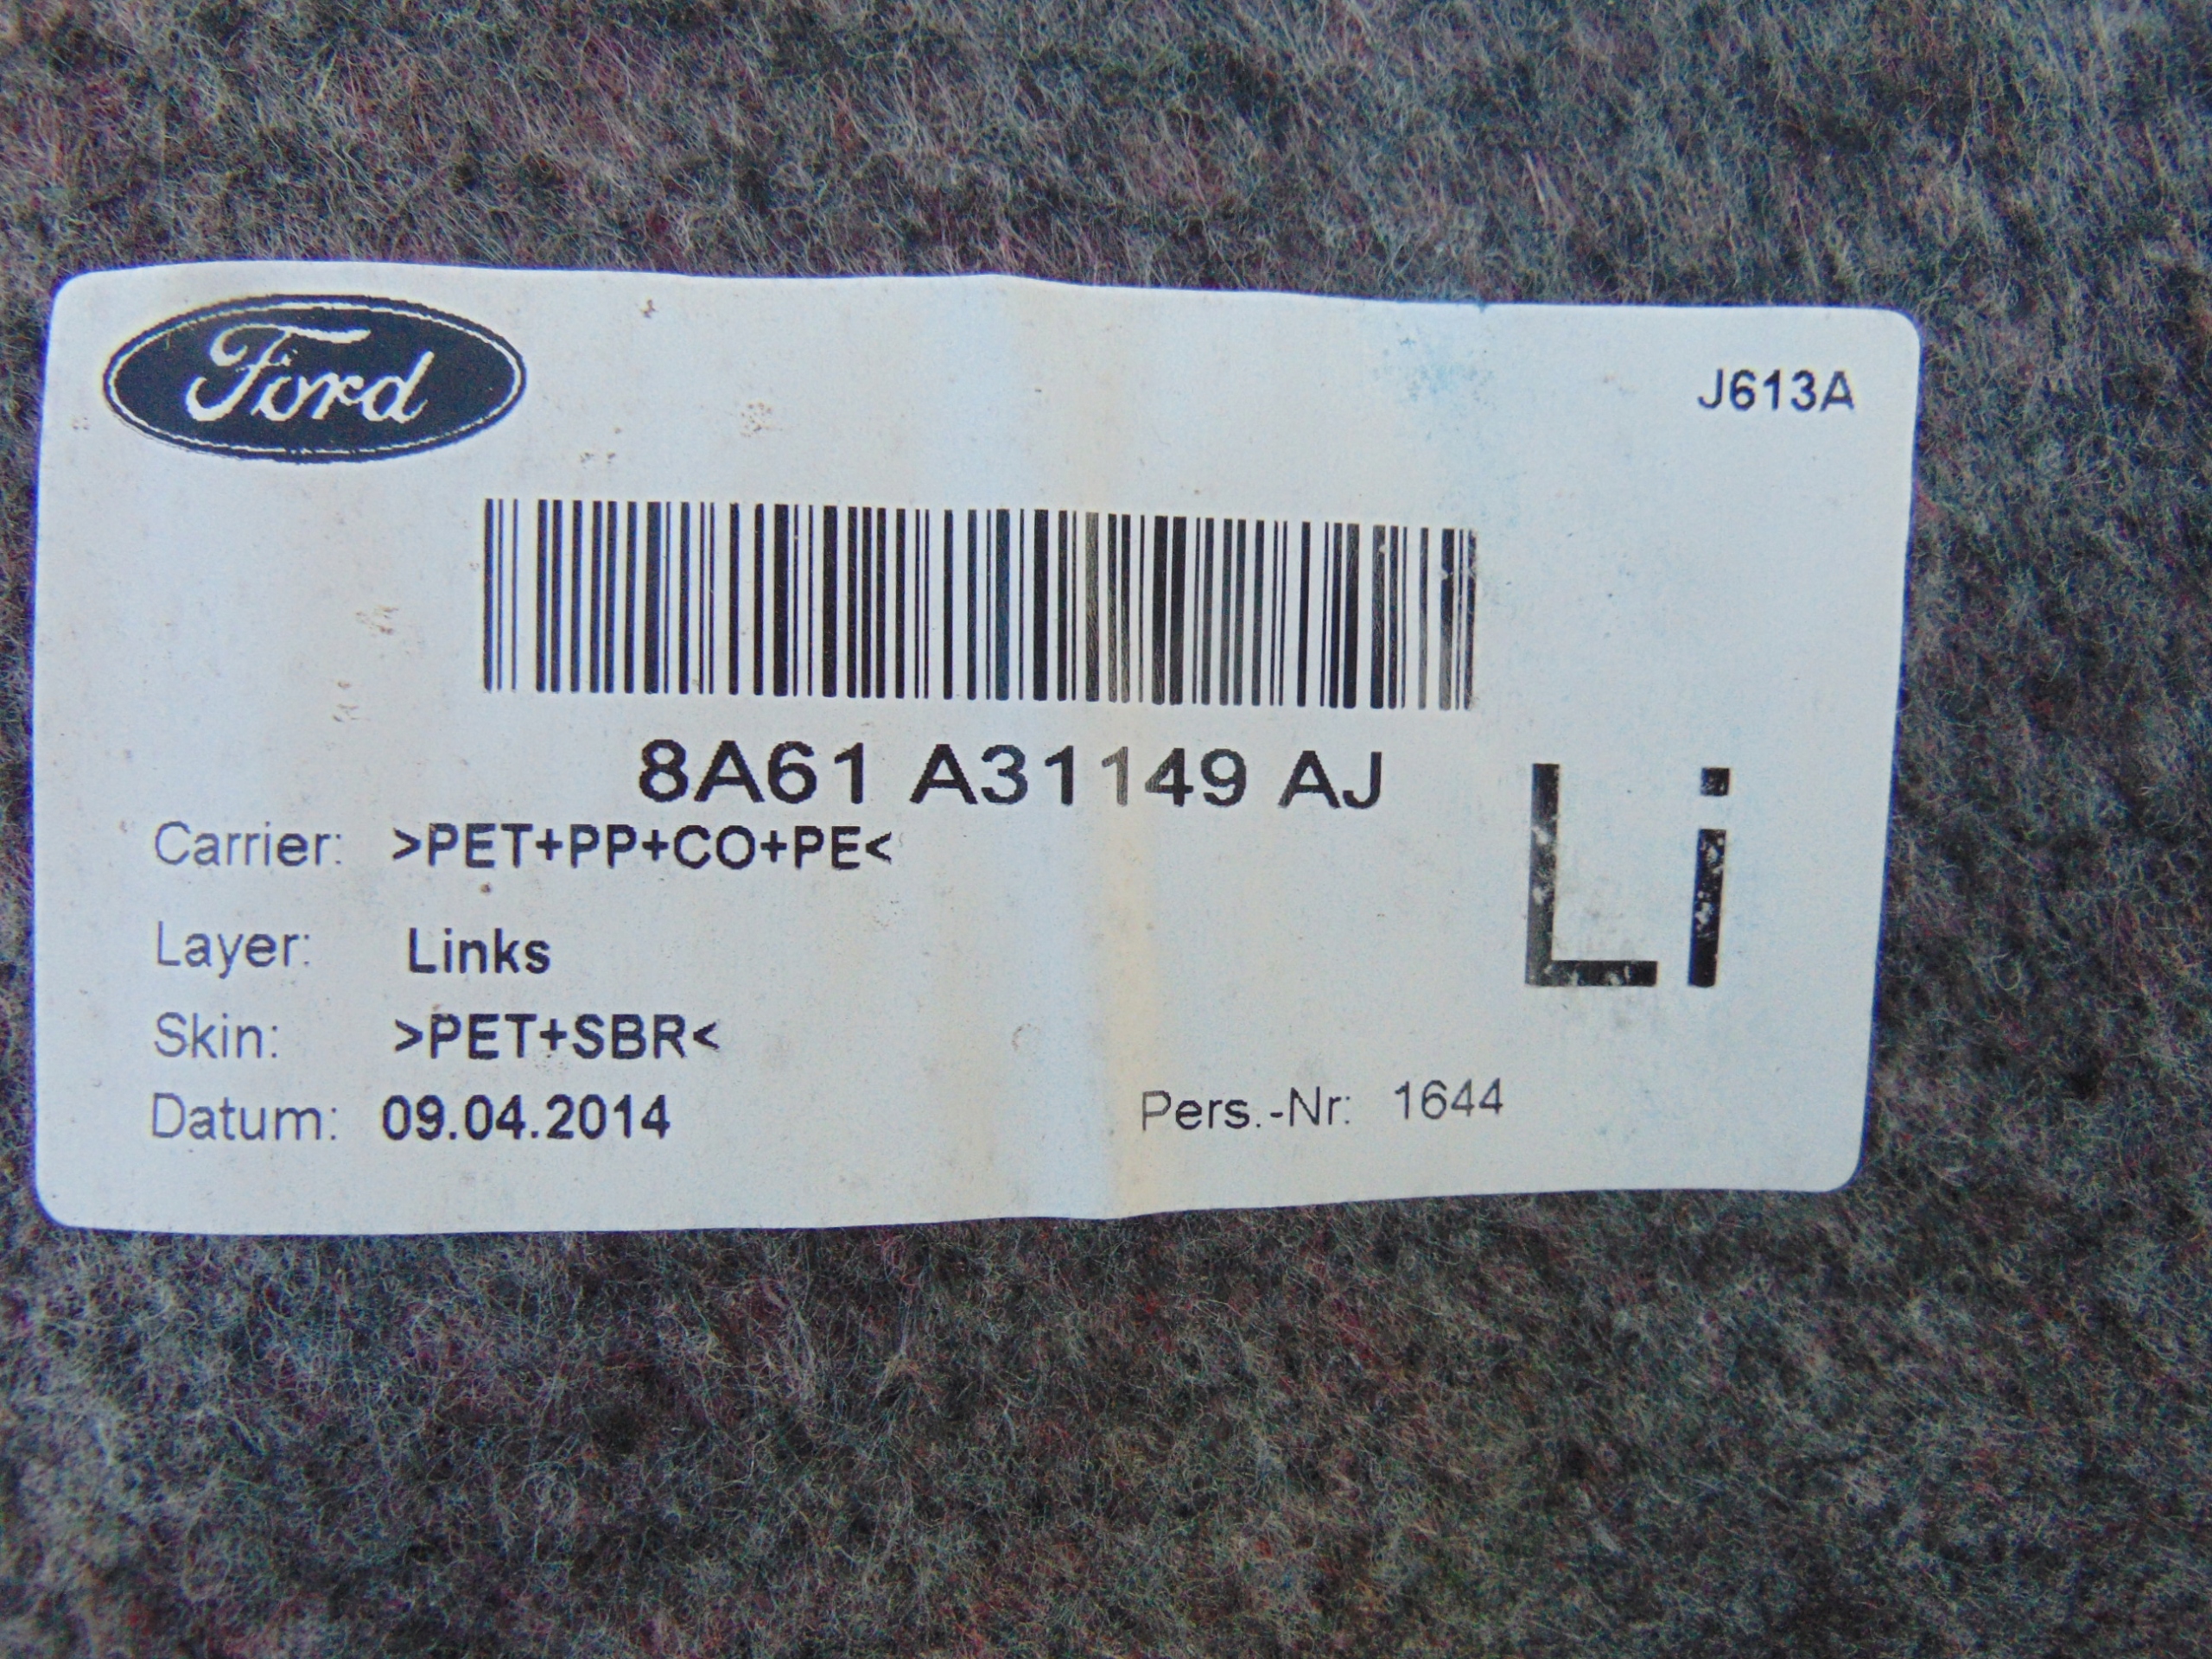 Ford
J613A
8A61 A31149 AJ
Li
Carrier: >PET+PP+CO+PE<
Layer: Links
Skin: >PET+SBR<
Datum: 09.04.2014
Pers.-Nr: 1644